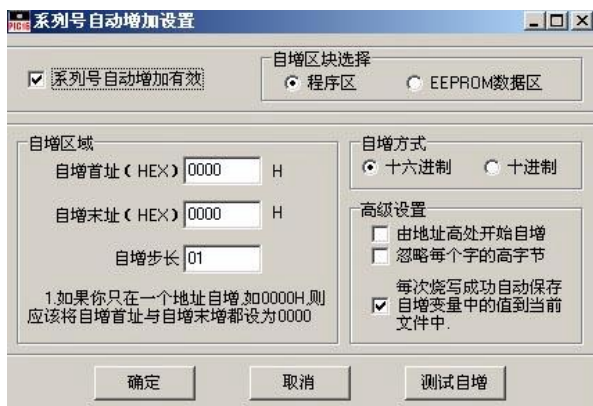 PIC16 系列号自动增加设置
系列号自动增加有效
自增区块选择
程序区 EEPROM数据区
自增区域
自增首址(HEX) 0000 H
自增末址(HEX) 0000 H
自增步长 01
1.如果你只在一个地址自增,如0000H,则
应该将自增首址与自增末增都设为0000
自增方式
十六进制 十进制
高级设置
由地址高处开始自增
忽略每个字的高字节
每次烧写成功自动保存
自增变量中的值到当前
文件中.
确定 取消 测试自增